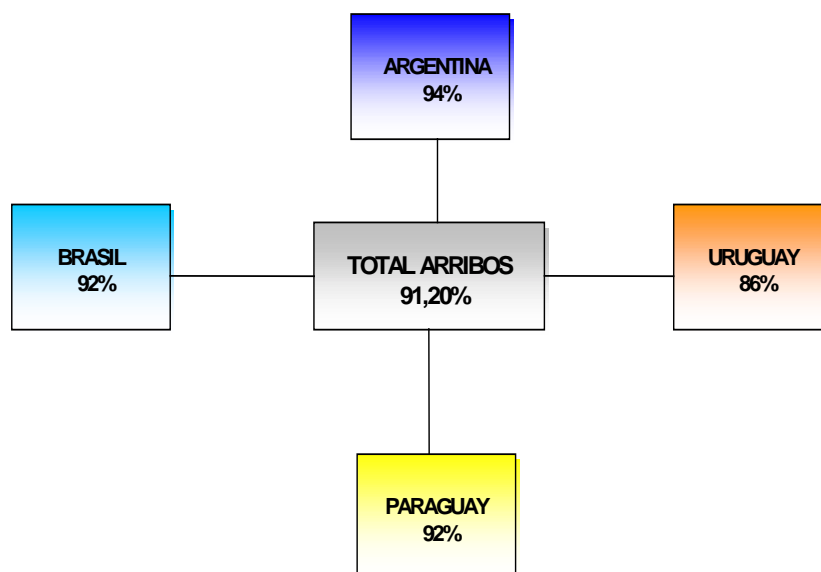 ARGENTINA
94%
BRASIL
92%
TOTAL ARRIBOS
91,20%
URUGUAY
86%
PARAGUAY
92%